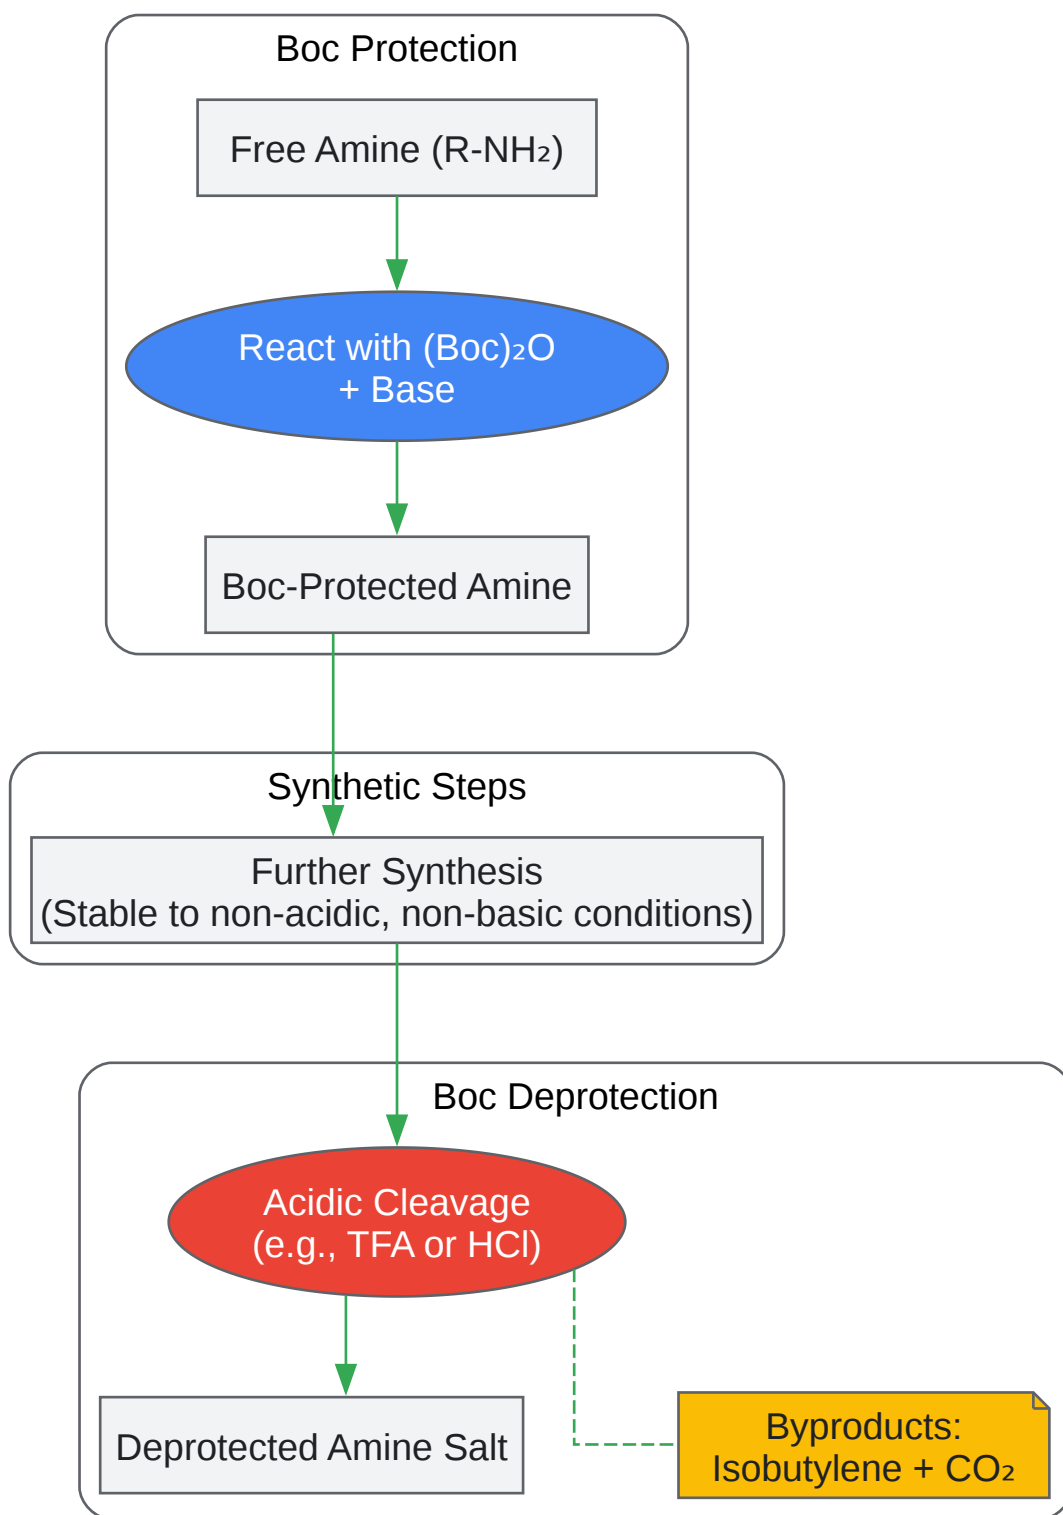 Boc Protection
Free Amine (R-NH₂)
React with (Boc)₂O
+ Base
Boc-Protected Amine
Synthetic Steps
Further Synthesis
(Stable to non-acidic, non-basic conditions)
Boc Deprotection
Acidic Cleavage
(e.g., TFA or HCl)
Deprotected Amine Salt
Byproducts:
Isobutylene + CO₂